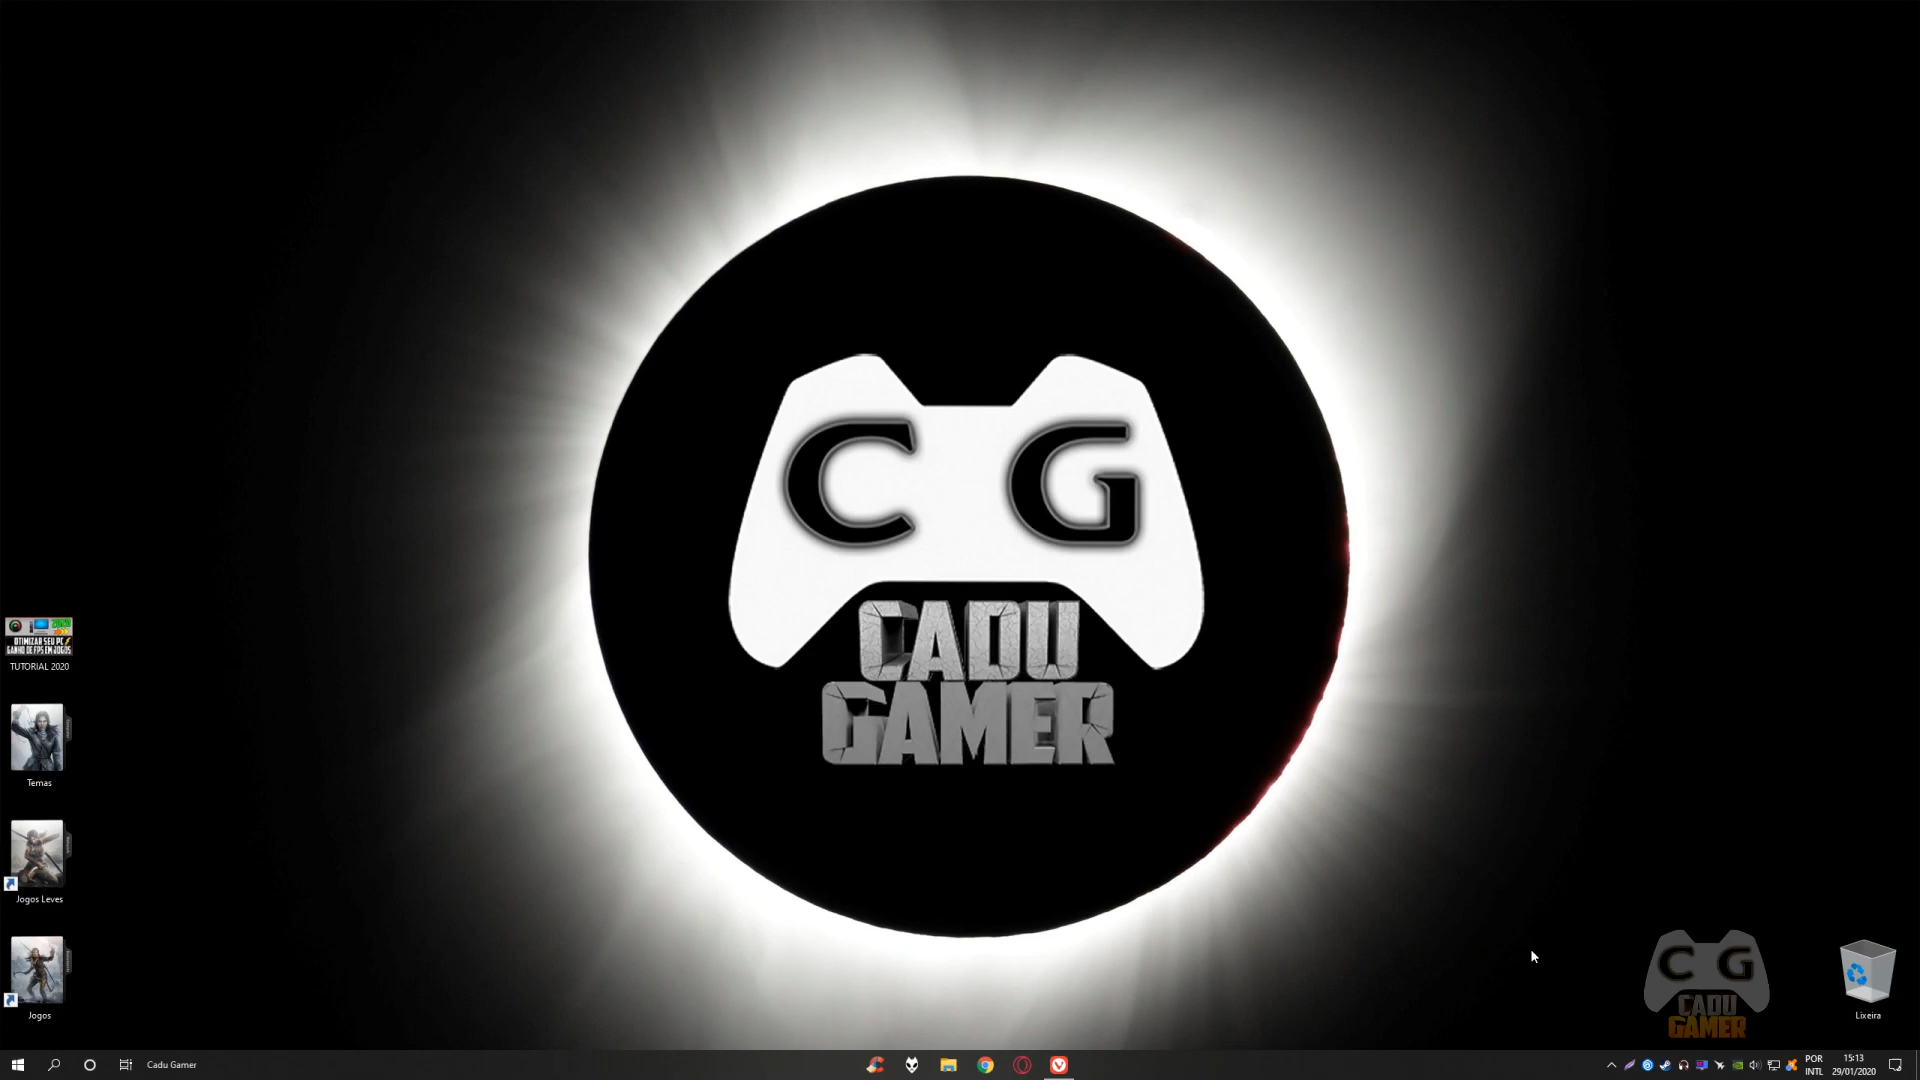 C G
CADU
GAMER
OTIMIZAR SEU PC
GANHO DE FPS EM JOGOS
TUTORIAL 2020
Temas
Jogos Leves
Jogos
C G
CADU
GAMER
Lixeira
Cadu Gamer
POR
INTL
15:13
29/01/2020